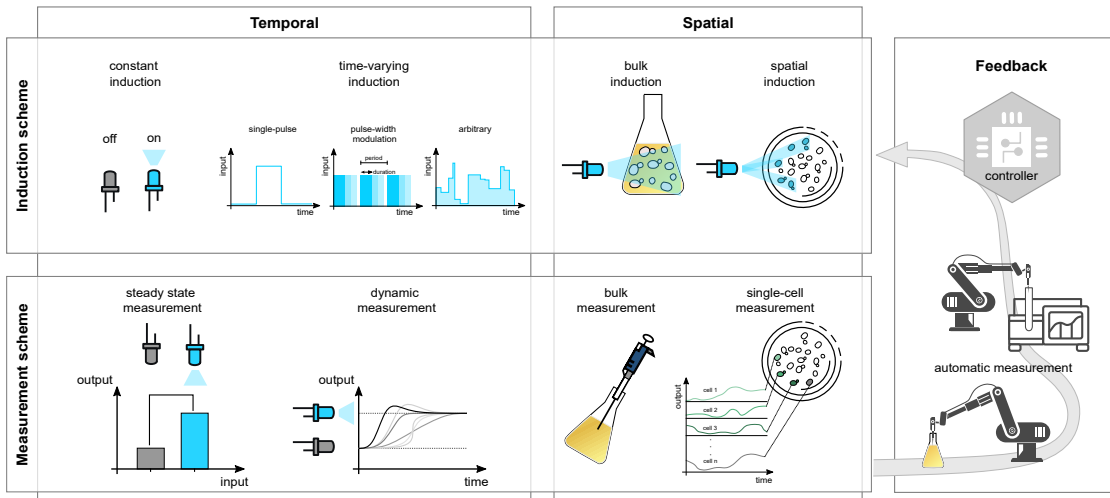 Temporal
Spatial
Induction scheme
constant
induction
off
on
time-varying
induction
single-pulse
input
time
pulse-width
modulation
input
period
duration
time
arbitrary
input
time
bulk
induction
spatial
induction
Feedback
controller
automatic measurement
Measurement scheme
steady state
measurement
output
input
dynamic
measurement
output
time
bulk
measurement
single-cell
measurement
output
cell 1
cell 2
cell 3
.
.
.
cell n
time